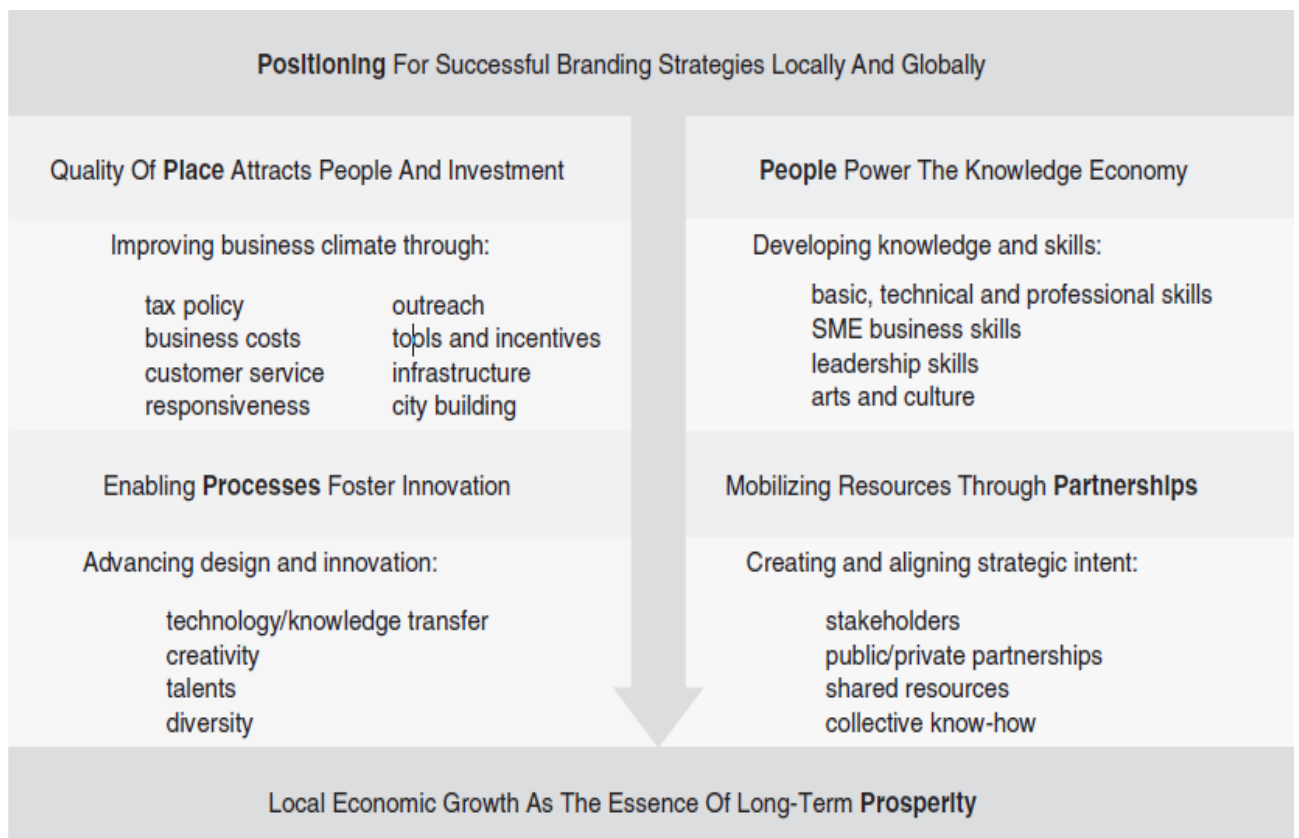 Positioning For Successful Branding Strategies Locally And Globally
Quality Of Place Attracts People And Investment
Improving business climate through:
tax policy
business costs
customer service
responsiveness
outreach
tools and incentives
infrastructure
city building
People Power The Knowledge Economy
Developing knowledge and skills:
basic, technical and professional skills
SME business skills
leadership skills
arts and culture
Enabling Processes Foster Innovation
Advancing design and innovation:
technology/knowledge transfer
creativity
talents
diversity
Mobilizing Resources Through Partnerships
Creating and aligning strategic intent:
stakeholders
public/private partnerships
shared resources
collective know-how
Local Economic Growth As The Essence Of Long-Term Prosperity